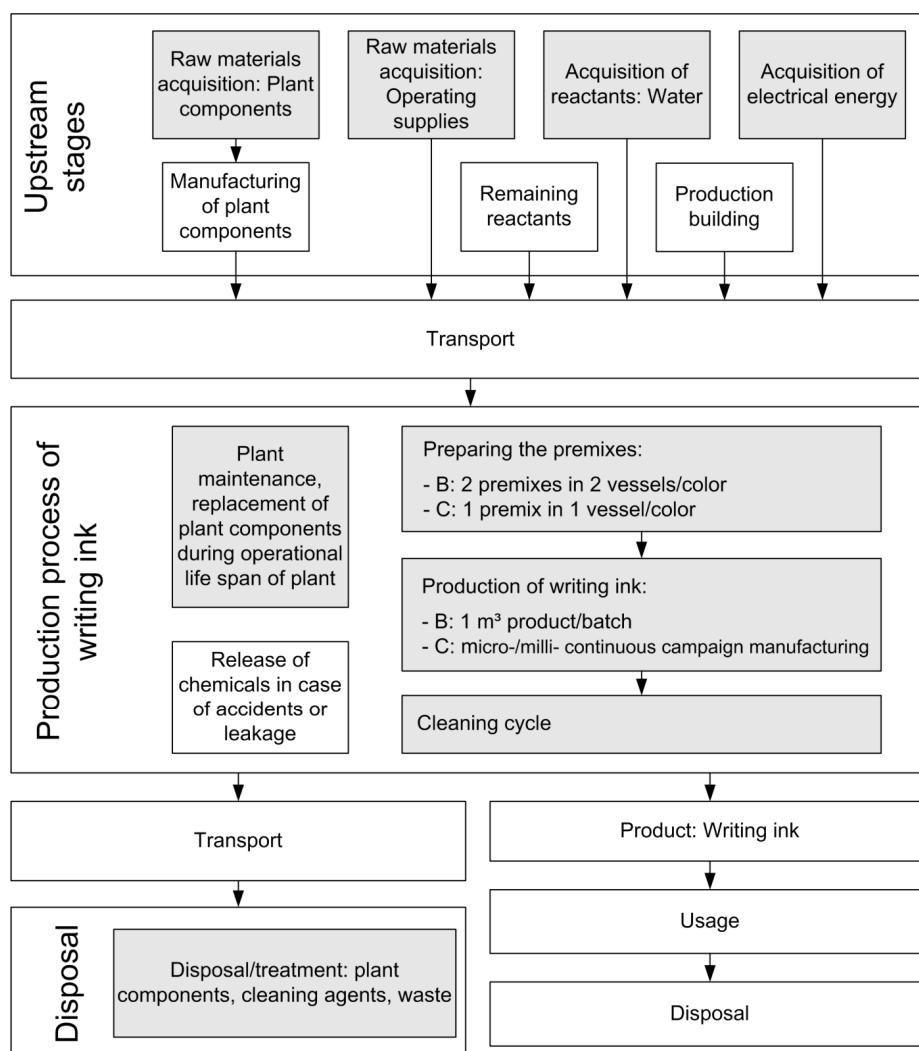 Upstream
stages
Raw materials
acquisition: Plant
components
Raw materials
acquisition:
Operating
supplies
Acquisition of
reactants: Water
Acquisition of
electrical energy
Manufacturing
of plant
components
Remaining
reactants
Production
building
Transport
Production process of
writing ink
Plant
maintenance,
replacement of
plant components
during operational
life span of plant
Release of
chemicals in case
of accidents or
leakage
Preparing the premixes:
- B: 2 premixes in 2 vessels/color
- C: 1 premix in 1 vessel/color
Production of writing ink:
- B: 1 m³ product/batch
- C: micro-/milli- continuous campaign manufacturing
Cleaning cycle
Transport
Disposal
Disposal/treatment: plant
components, cleaning agents, waste
Product: Writing ink
Usage
Disposal